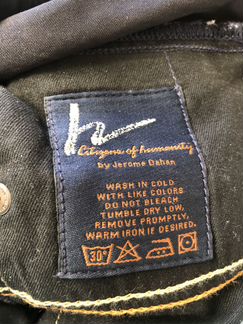 h
Citizens of humanity
by Jerome Dahan
WASH IN COLD
WITH LIKE COLORS
DO NOT BLEACH
TUMBLE DRY LOW,
REMOVE PROMPTLY,
WARM IRON IF DESIRED.
30°